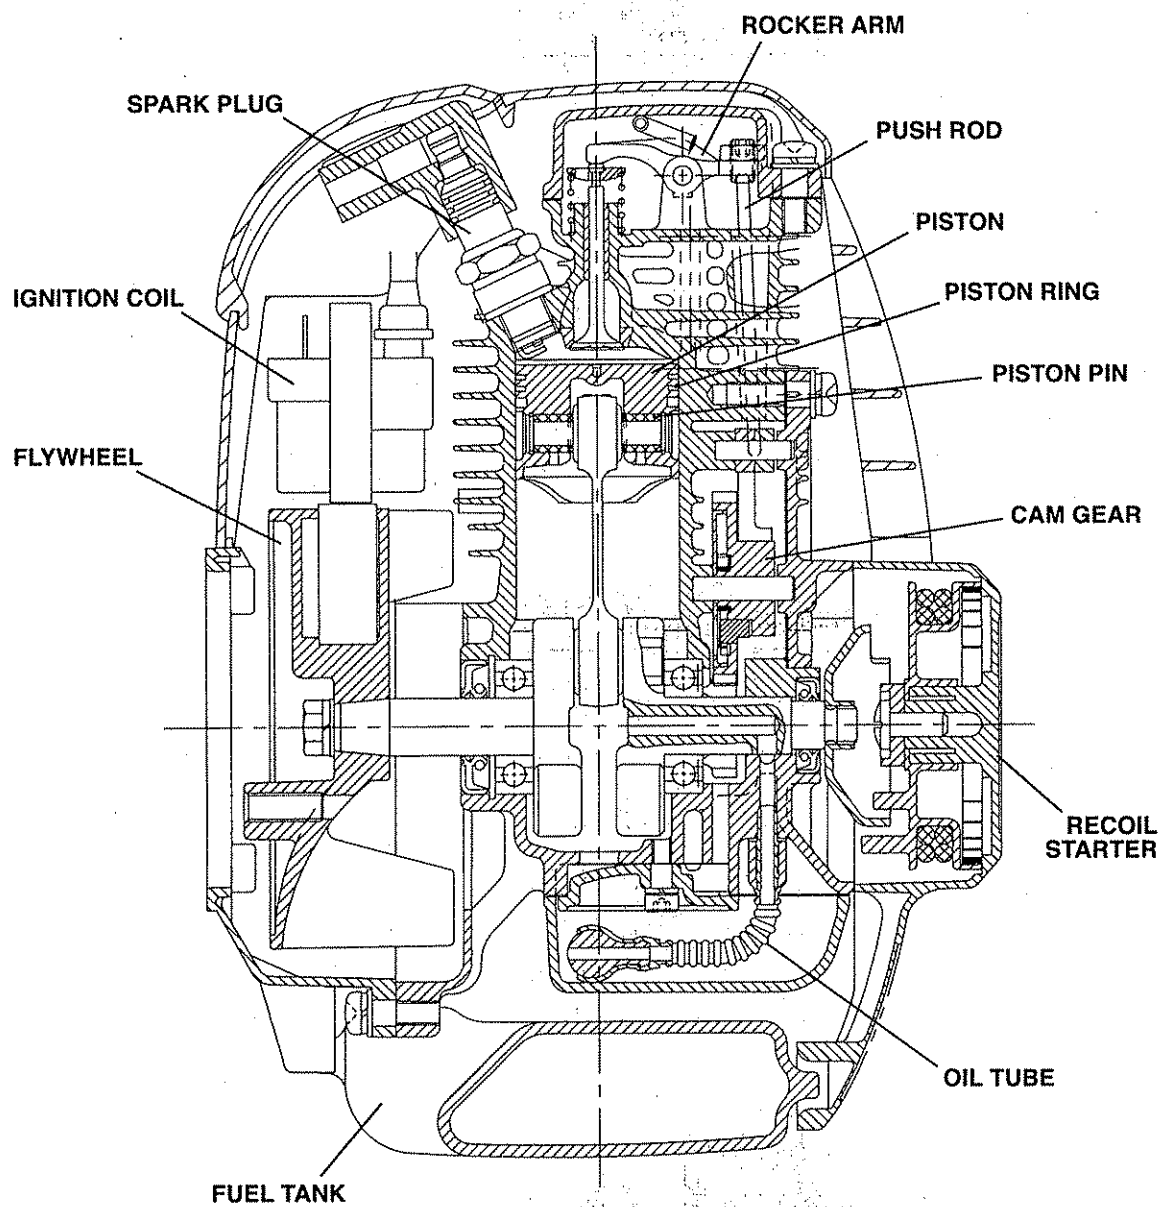 ROCKER ARM
SPARK PLUG
PUSH ROD
PISTON
IGNITION COIL
PISTON RING
PISTON PIN
FLYWHEEL
CAM GEAR
RECOIL
STARTER
OIL TUBE
FUEL TANK